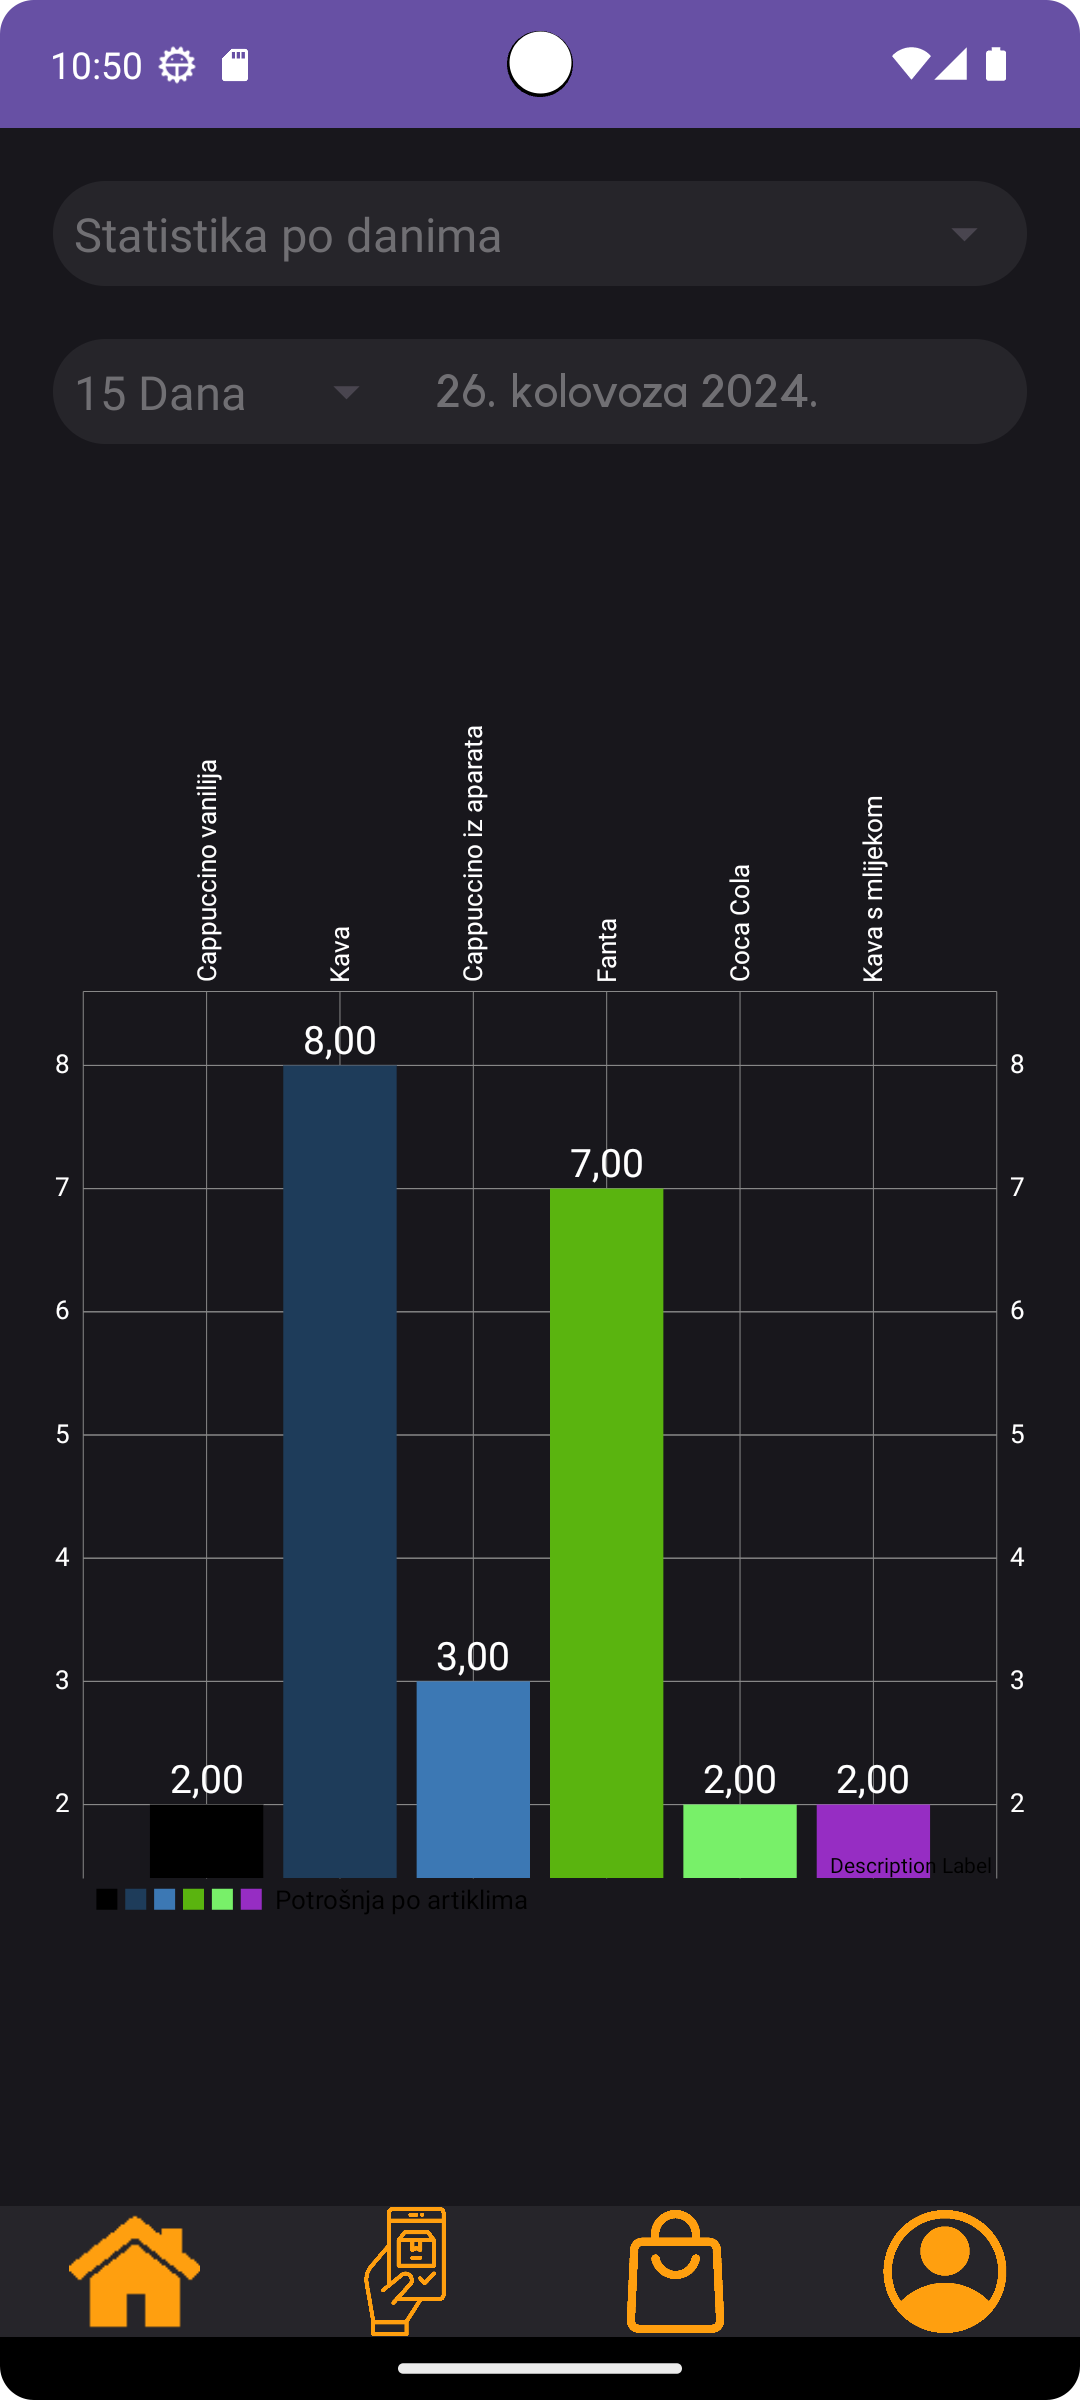 10:50
Statistika po danima
15 Dana 26. kolovoza 2024.
Cappuccino vanilija
Kava
Cappuccino iz aparata
Fanta
Coca Cola
Kava s mlijekom
8,00
8 8
7,00
7 7
6 6
5 5
4 4
3,00
3 3
2,00 2,00 2,00
2 2
Description Label
Potrošnja po artiklima